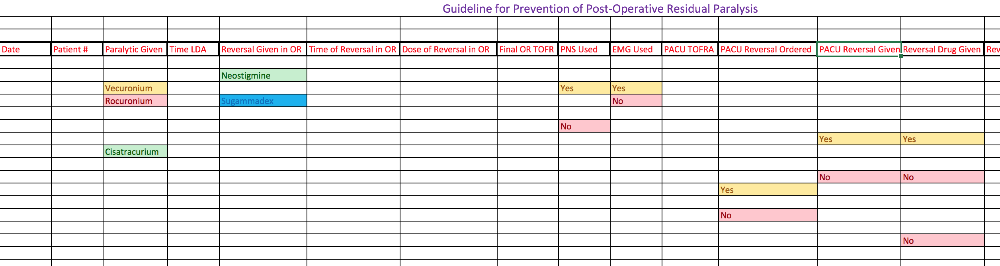 Guideline for Prevention of Post-Operative Residual Paralysis
Date Patient # Paralytic Given Time LDA Reversal Given in OR Time of Reversal in OR Dose of Reversal in OR Final OR TOFR PNS Used EMG Used PACU TOFRA PACU Reversal Ordered PACU Reversal Given Reversal Drug Given Rev
Neostigmine
Vecuronium Yes Yes
Rocuronium Sugammadex No
No
Yes Yes
Cisatracurium
No No
Yes
No
No